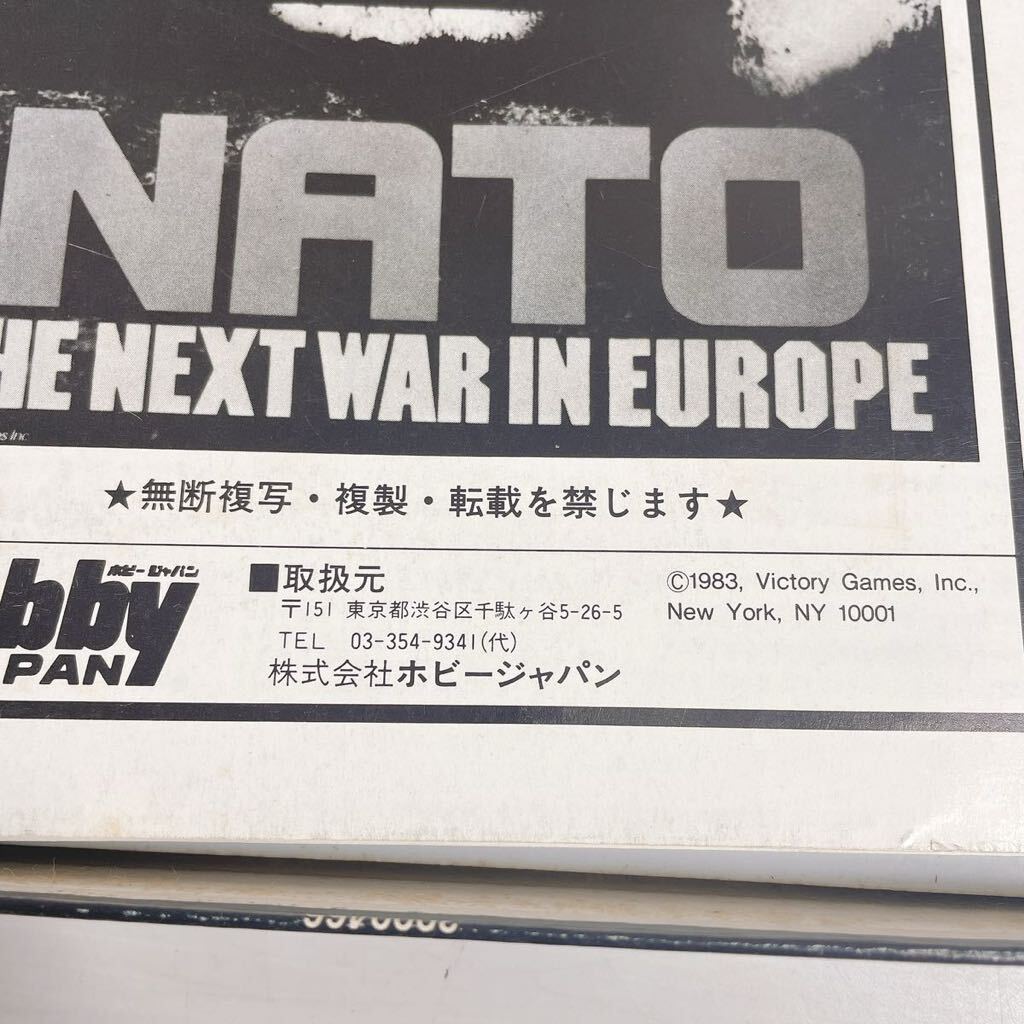 NATO
HE NEXT WAR IN EUROPE
es Inc
★無断複写・複製・転載を禁じます★
bby
ホビージャパン
PAN
■取扱元
〒151 東京都渋谷区千駄ヶ谷5-26-5
TEL 03-354-9341(代)
株式会社ホビージャパン
©1983, Victory Games, Inc.,
New York, NY 10001